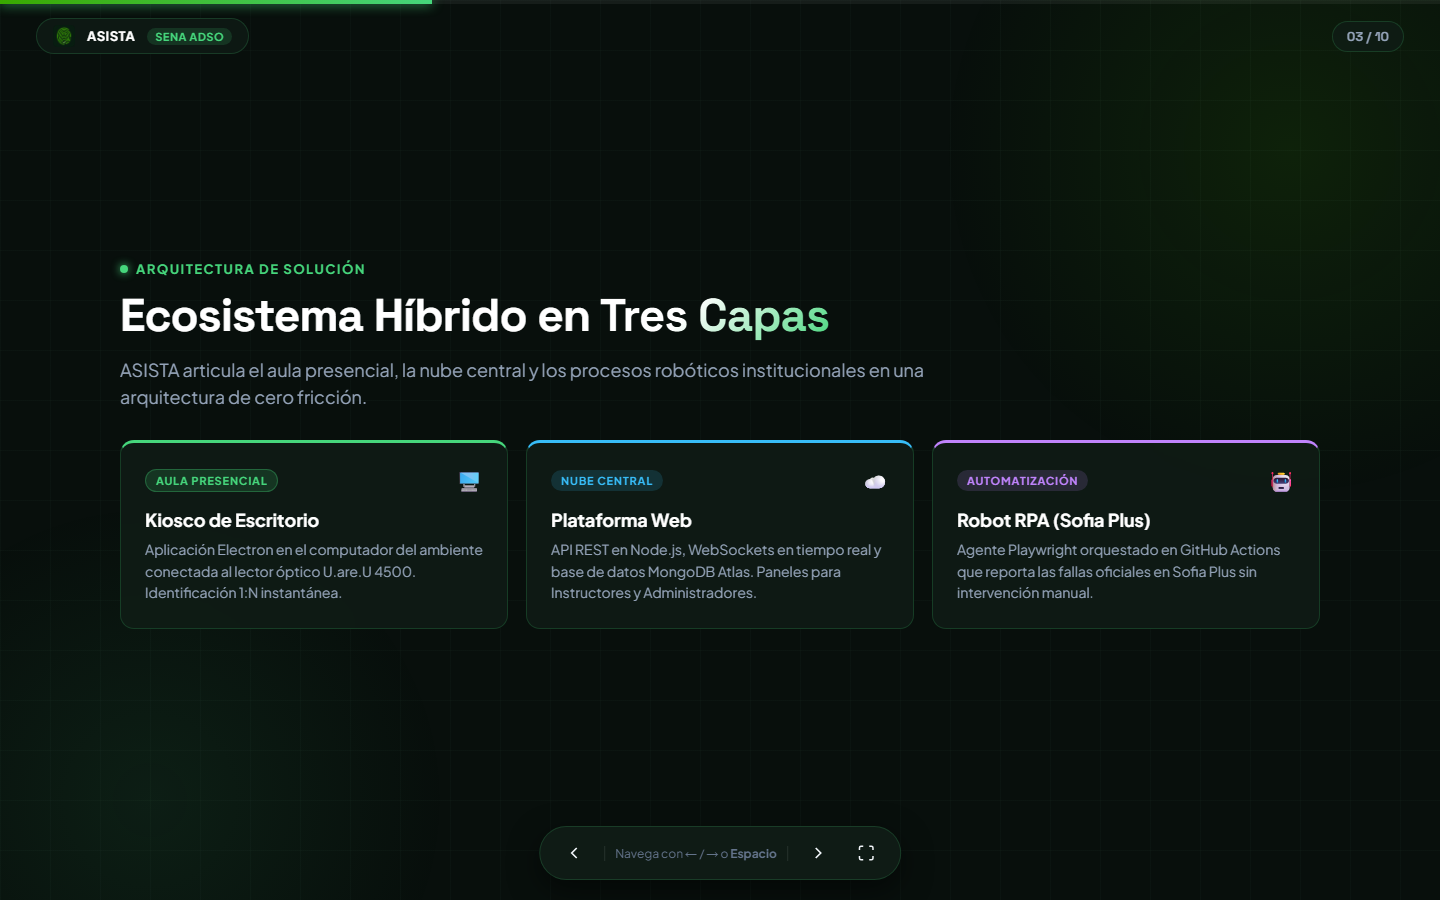 ASISTA SENA ADSO
03 / 10
ARQUITECTURA DE SOLUCIÓN
Ecosistema Híbrido en Tres Capas
ASISTA articula el aula presencial, la nube central y los procesos robóticos institucionales en una
arquitectura de cero fricción.
AULA PRESENCIAL
Kiosco de Escritorio
Aplicación Electron en el computador del ambiente
conectada al lector óptico U.are.U 4500.
Identificación 1:N instantánea.
NUBE CENTRAL
Plataforma Web
API REST en Node.js, WebSockets en tiempo real y
base de datos MongoDB Atlas. Paneles para
Instructores y Administradores.
AUTOMATIZACIÓN
Robot RPA (Sofia Plus)
Agente Playwright orquestado en GitHub Actions
que reporta las fallas oficiales en Sofia Plus sin
intervención manual.
Navega con ← / → o Espacio